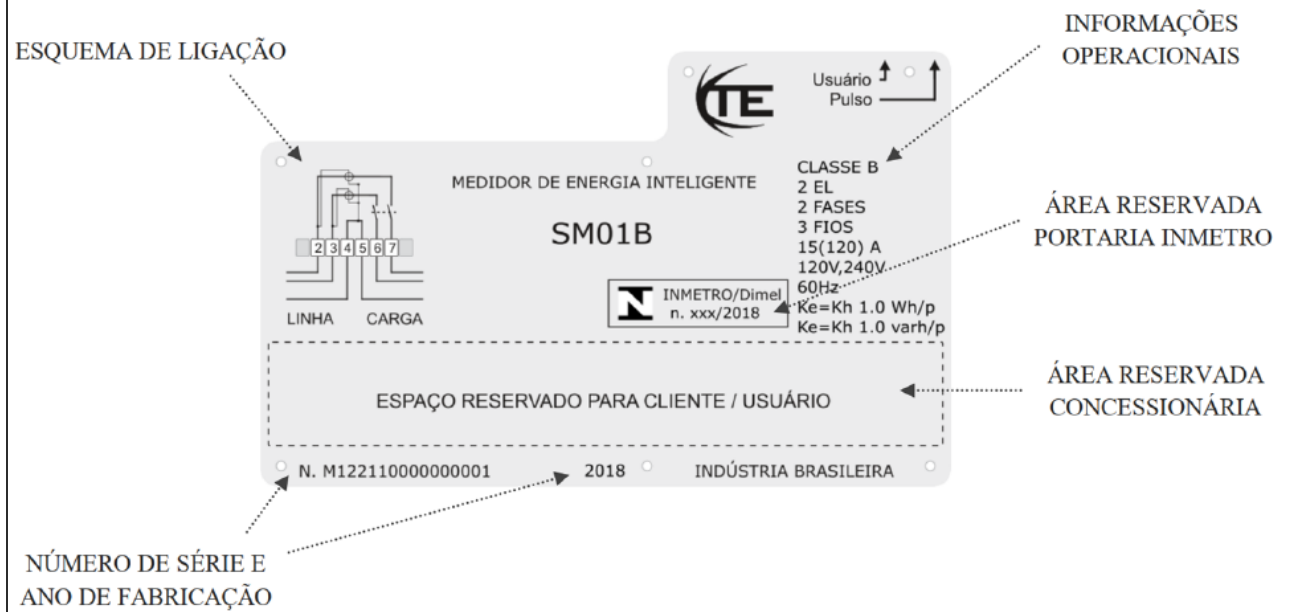 ESQUEMA DE LIGAÇÃO
INFORMAÇÕES
OPERACIONAIS
TE
Usuário
Pulso
MEDIDOR DE ENERGIA INTELIGENTE
SM01B
CLASSE B
2 EL
2 FASES
3 FIOS
15(120) A
120V,240V
60Hz
Ke=Kh 1.0 Wh/p
Ke=Kh 1.0 varh/p
ÁREA RESERVADA
PORTARIA INMETRO
2 3 4 5 6 7
LINHA CARGA
N INMETRO/Dimel
n. xxx/2018
ESPAÇO RESERVADO PARA CLIENTE / USUÁRIO
ÁREA RESERVADA
CONCESSIONÁRIA
N. M122110000000001 2018 INDÚSTRIA BRASILEIRA
NÚMERO DE SÉRIE E
ANO DE FABRICAÇÃO